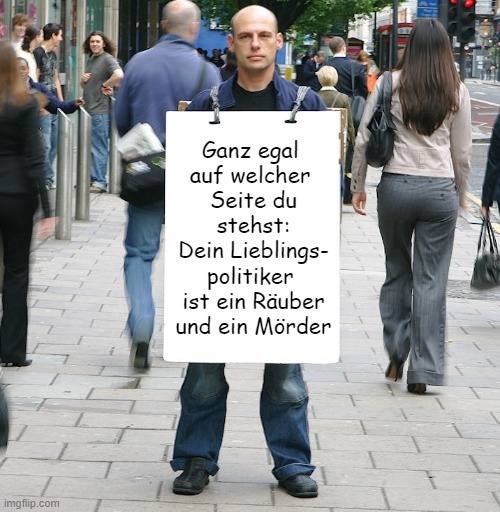 Ganz egal
auf welcher
Seite du
stehst:
Dein Lieblings-
politiker
ist ein Räuber
und ein Mörder
imgflip.com